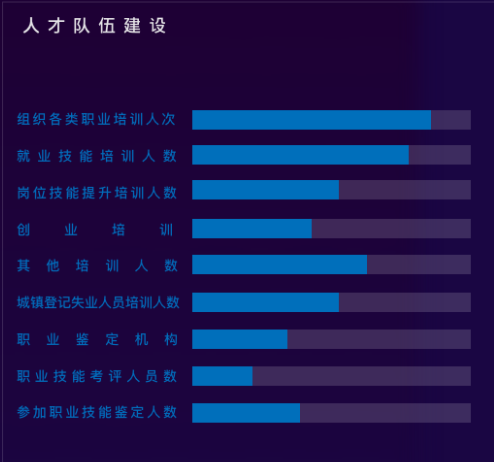 人才队伍建设
组织各类职业培训人次
就业技能培训人数
岗位技能提升培训人数
创业培训
其他培训人数
城镇登记失业人员培训人数
职业鉴定机构
职业技能考评人员数
参加职业技能鉴定人数